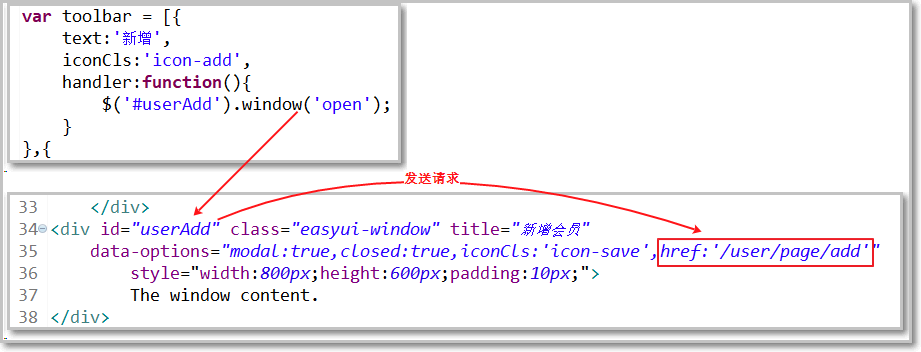 var toolbar = [{
text:'新增',
iconCls:'icon-add',
handler:function(){
$('#userAdd').window('open');
}
},{
发送请求
33 </div>
34 <div id="userAdd" class="easyui-window" title="新增会员"
35 data-options="modal:true,closed:true,iconCls:'icon-save',href:'/user/page/add'"
36 style="width:800px;height:600px;padding:10px;">
37 The window content.
38 </div>